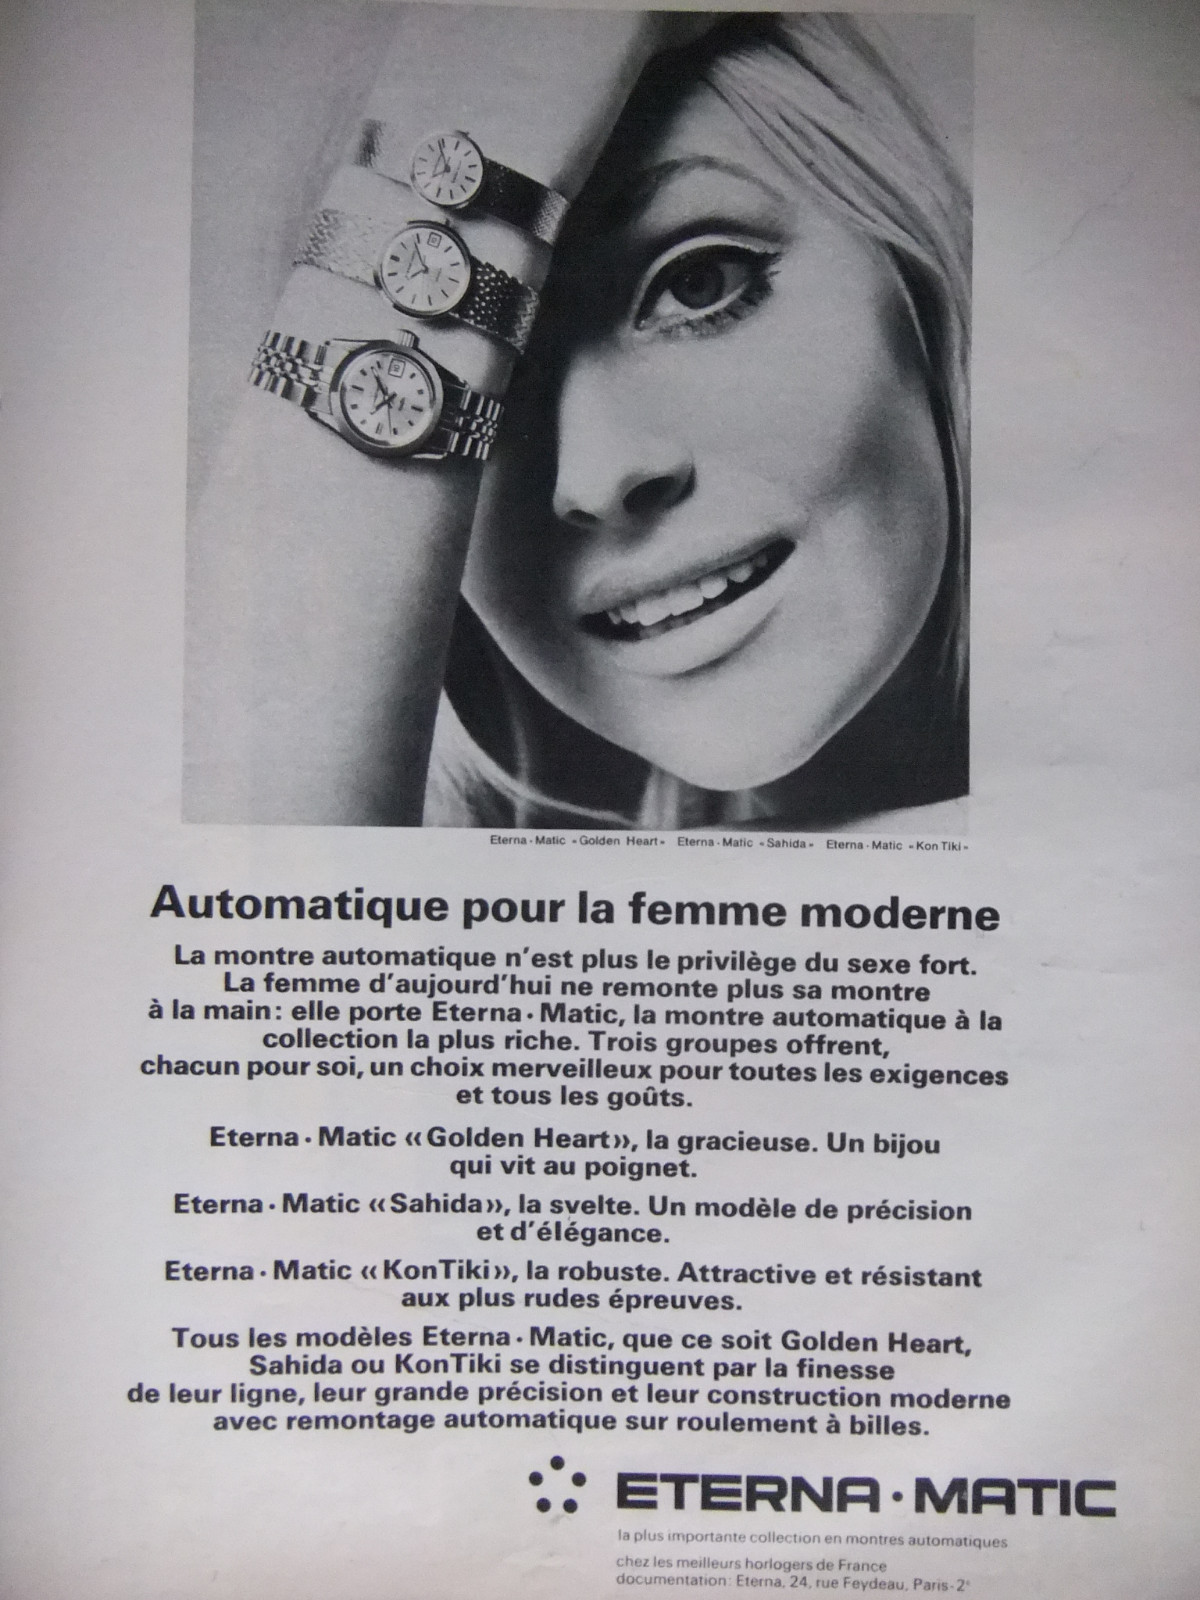 Eterna·Matic «Golden Heart» Eterna·Matic «Sahida» Eterna·Matic «Kon Tiki»
Automatique pour la femme moderne
La montre automatique n'est plus le privilège du sexe fort.
La femme d'aujourd'hui ne remonte plus sa montre
à la main: elle porte Eterna·Matic, la montre automatique à la
collection la plus riche. Trois groupes offrent,
chacun pour soi, un choix merveilleux pour toutes les exigences
et tous les goûts.
Eterna·Matic «Golden Heart», la gracieuse. Un bijou
qui vit au poignet.
Eterna·Matic «Sahida», la svelte. Un modèle de précision
et d'élégance.
Eterna·Matic «KonTiki», la robuste. Attractive et résistant
aux plus rudes épreuves.
Tous les modèles Eterna·Matic, que ce soit Golden Heart,
Sahida ou KonTiki se distinguent par la finesse
de leur ligne, leur grande précision et leur construction moderne
avec remontage automatique sur roulement à billes.
ETERNA·MATIC
la plus importante collection en montres automatiques
chez les meilleurs horlogers de France
documentation: Eterna, 24, rue Feydeau, Paris-2e